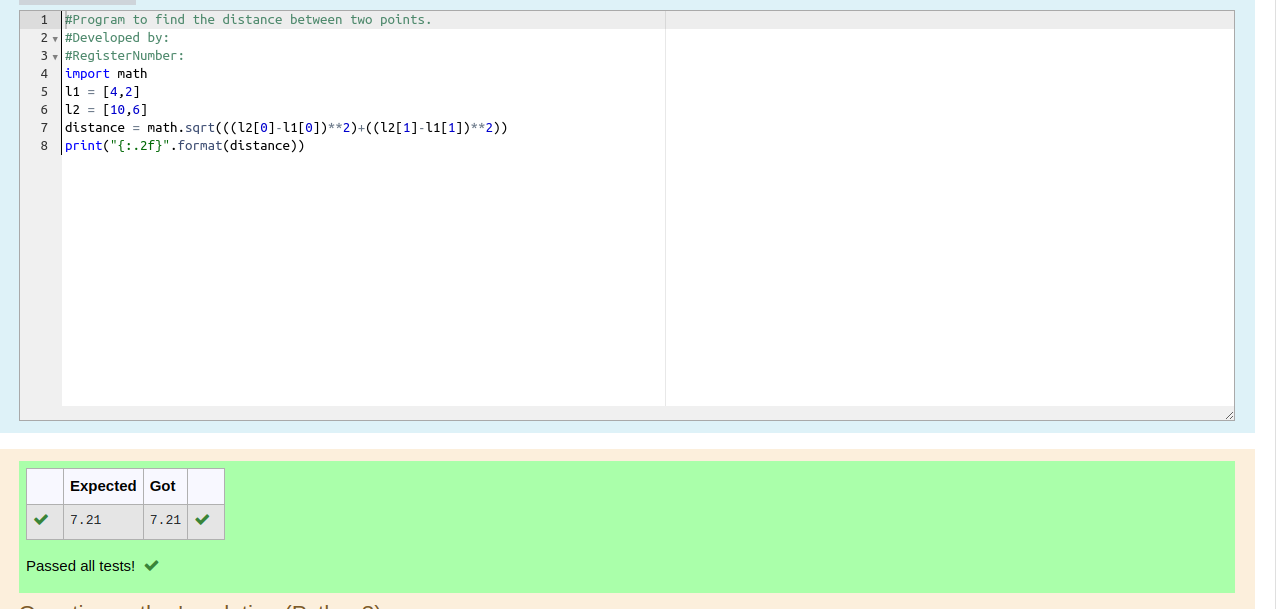 1 #Program to find the distance between two points.
2 #Developed by:
3 #RegisterNumber:
4 import math
5 l1 = [4,2]
6 l2 = [10,6]
7 distance = math.sqrt(((l2[0]-l1[0])**2)+((l2[1]-l1[1])**2))
8 print("{:.2f}".format(distance))
Expected Got
7.21 7.21
Passed all tests!